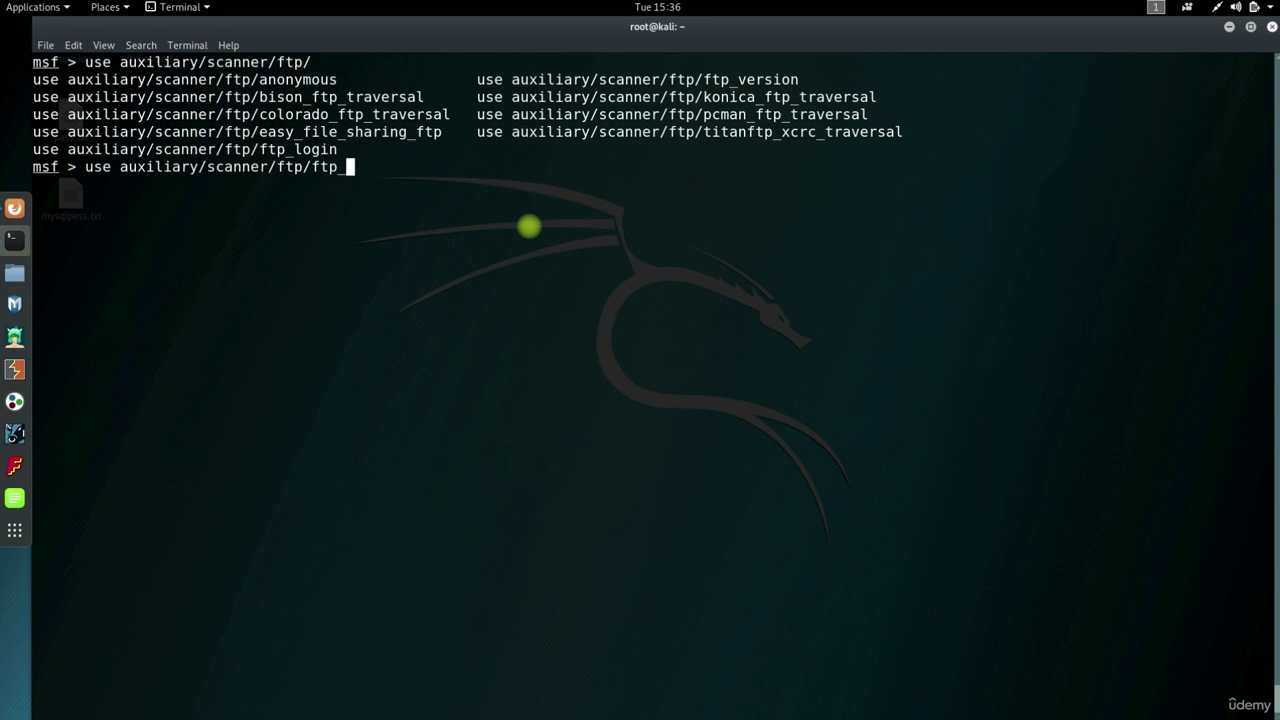 Applications Places Terminal Tue 15:36 1
root@kali: ~
File Edit View Search Terminal Help
msf > use auxiliary/scanner/ftp/
use auxiliary/scanner/ftp/anonymous use auxiliary/scanner/ftp/ftp_version
use auxiliary/scanner/ftp/bison_ftp_traversal use auxiliary/scanner/ftp/konica_ftp_traversal
use auxiliary/scanner/ftp/colorado_ftp_traversal use auxiliary/scanner/ftp/pcman_ftp_traversal
use auxiliary/scanner/ftp/easy_file_sharing_ftp use auxiliary/scanner/ftp/titanftp_xcrc_traversal
use auxiliary/scanner/ftp/ftp_login
msf > use auxiliary/scanner/ftp/ftp_
mysqlpass.txt
ûdemy